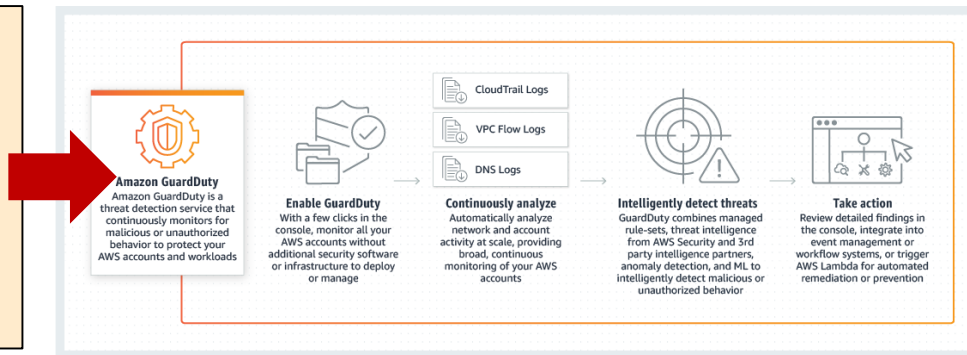 Amazon GuardDuty
Amazon GuardDuty is a
threat detection service that
continuously monitors for
malicious or unauthorized
behavior to protect your
AWS accounts and workloads
Enable GuardDuty
With a few clicks in the
console, monitor all your
AWS accounts without
additional security software
or infrastructure to deploy
or manage
CloudTrail Logs
VPC Flow Logs
DNS Logs
Continuously analyze
Automatically analyze
network and account
activity at scale, providing
broad, continuous
monitoring of your AWS
accounts
Intelligently detect threats
GuardDuty combines managed
rule-sets, threat intelligence
from AWS Security and 3rd
party intelligence partners,
anomaly detection, and ML to
intelligently detect malicious or
unauthorized behavior
Take action
Review detailed findings in
the console, integrate into
event management or
workflow systems, or trigger
AWS Lambda for automated
remediation or prevention